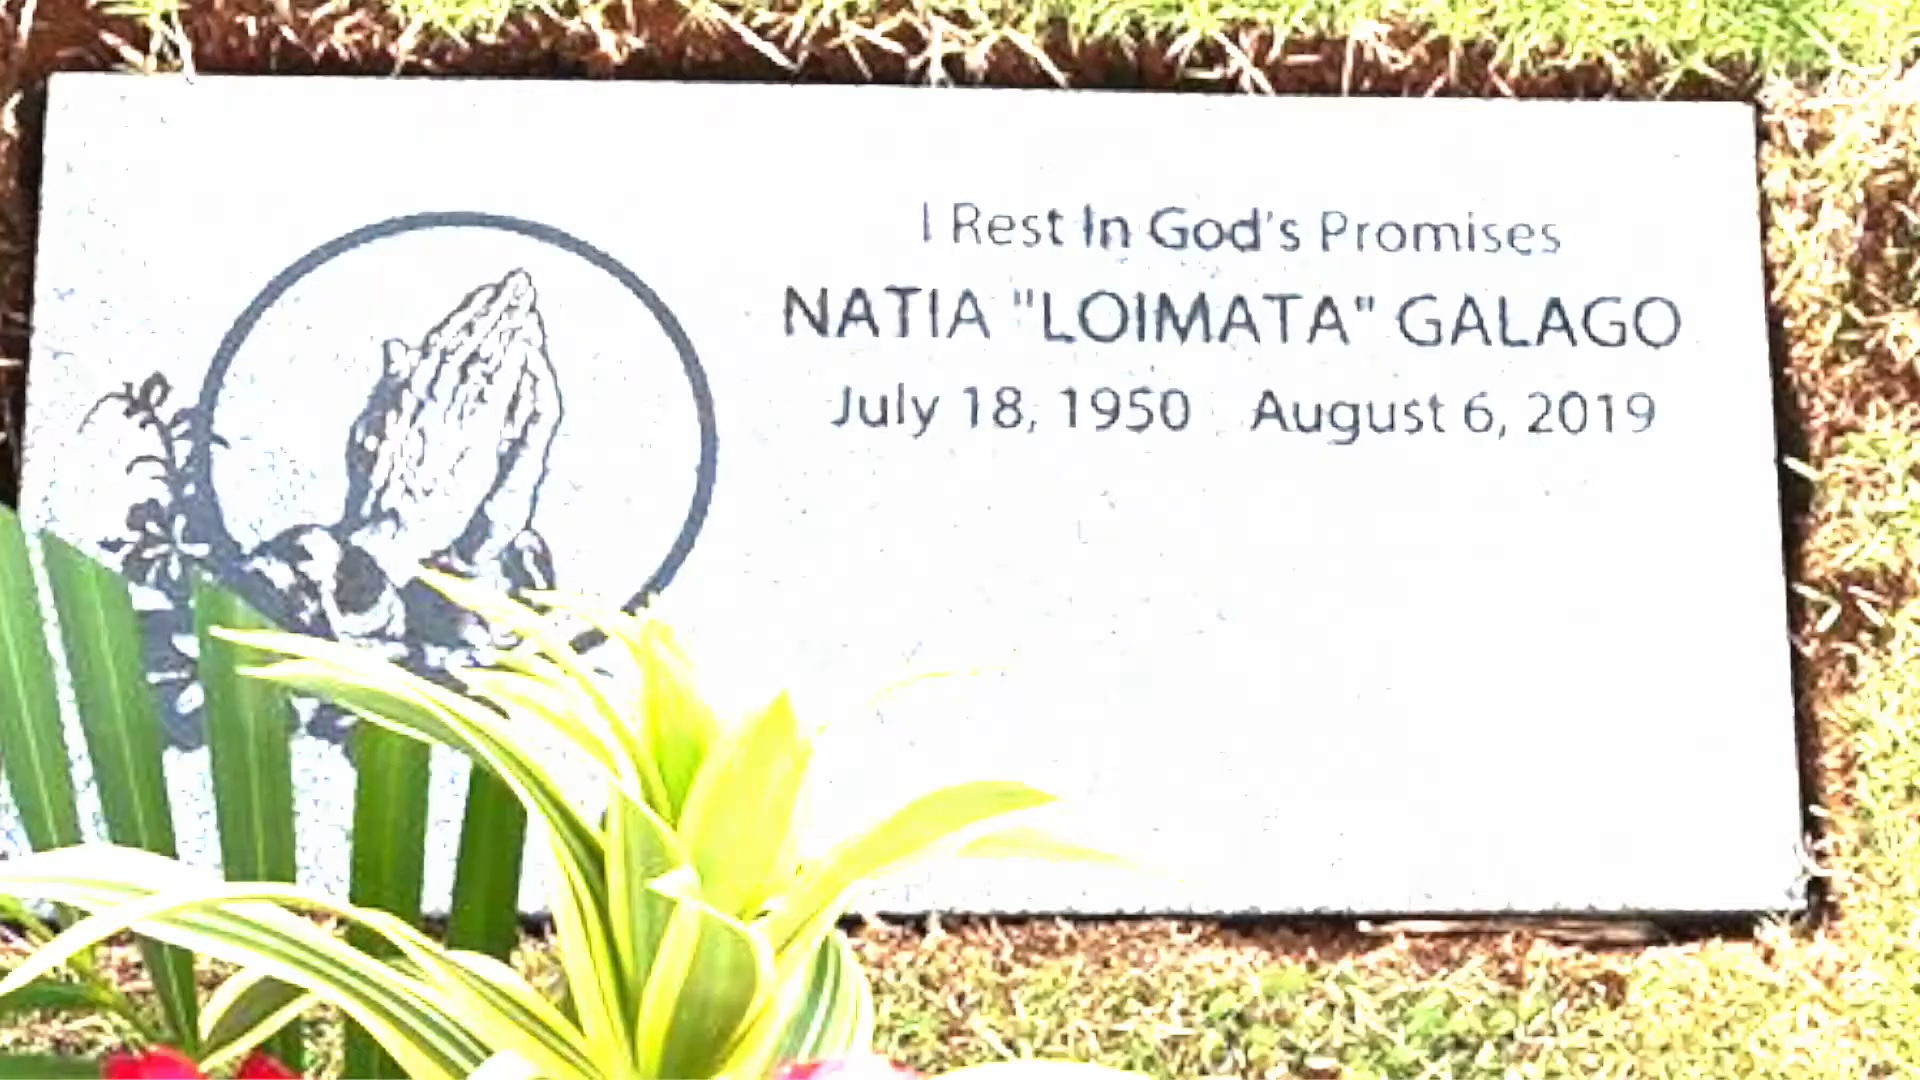 I Rest In God's Promises
NATIA "LOIMATA" GALAGO
July 18, 1950 August 6, 2019